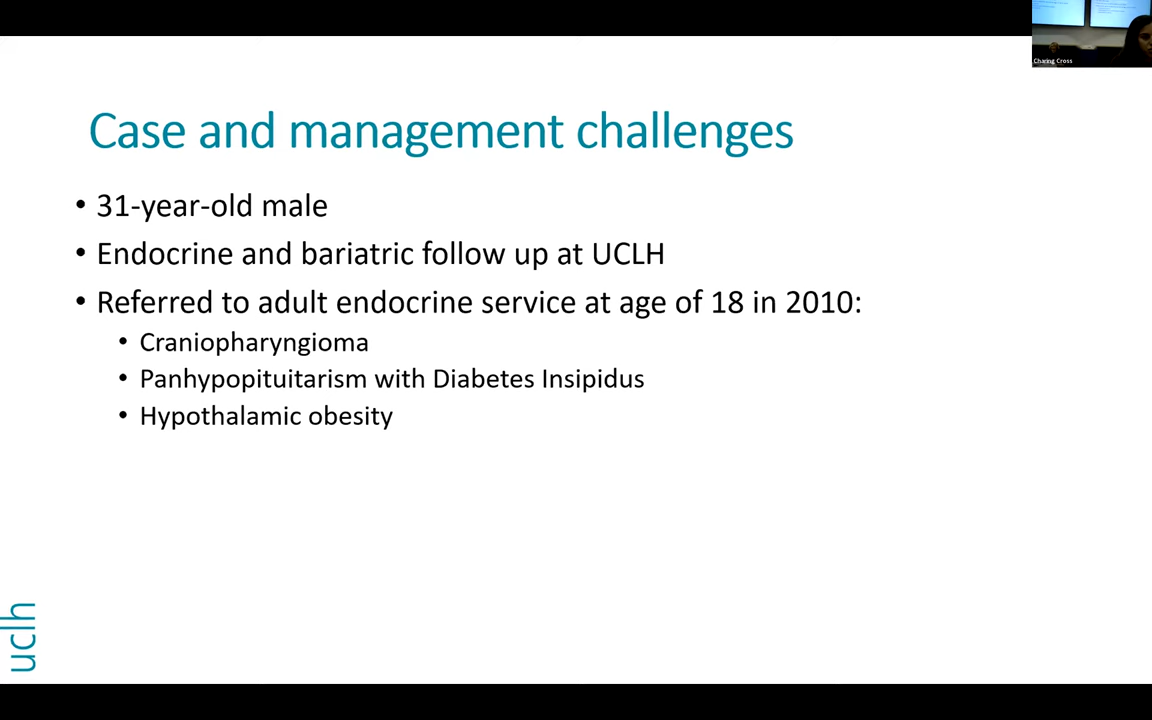 Charing Cross
Case and management challenges
• 31-year-old male
• Endocrine and bariatric follow up at UCLH
• Referred to adult endocrine service at age of 18 in 2010:
• Craniopharyngioma
• Panhypopituitarism with Diabetes Insipidus
• Hypothalamic obesity
uclh